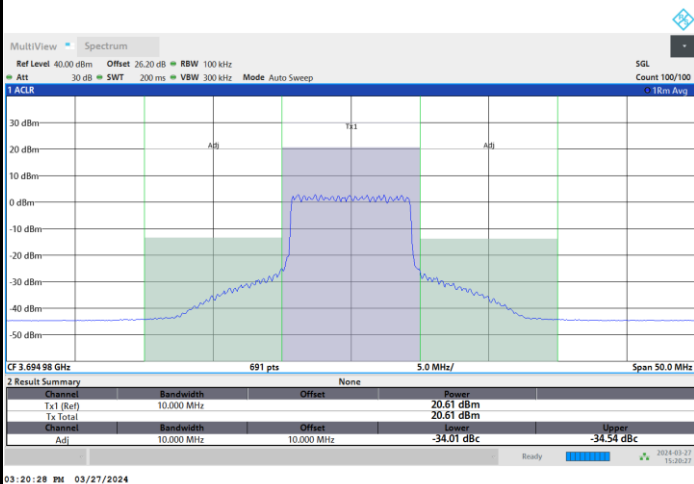 MultiView Spectrum
Ref Level 40.00 dBm Offset 26.20 dB RBW 100 kHz SGL
Att 30 dB SWT 200 ms VBW 300 kHz Mode Auto Sweep Count 100/100
1 ACLR 1Rm Avg
30 dBm
Tx1
20 dBm
Adj Adj
10 dBm
0 dBm
-10 dBm
-20 dBm
-30 dBm
-40 dBm
-50 dBm
CF 3.694 98 GHz 691 pts 5.0 MHz/ Span 50.0 MHz
2 Result Summary None
Channel Bandwidth Offset Power
Tx1 (Ref) 10.000 MHz 20.61 dBm
Tx Total 20.61 dBm
Channel Bandwidth Offset Lower Upper
Adj 10.000 MHz 10.000 MHz -34.01 dBc -34.54 dBc
Ready 2024-03-27
15:20:27
03:20:28 PM 03/27/2024